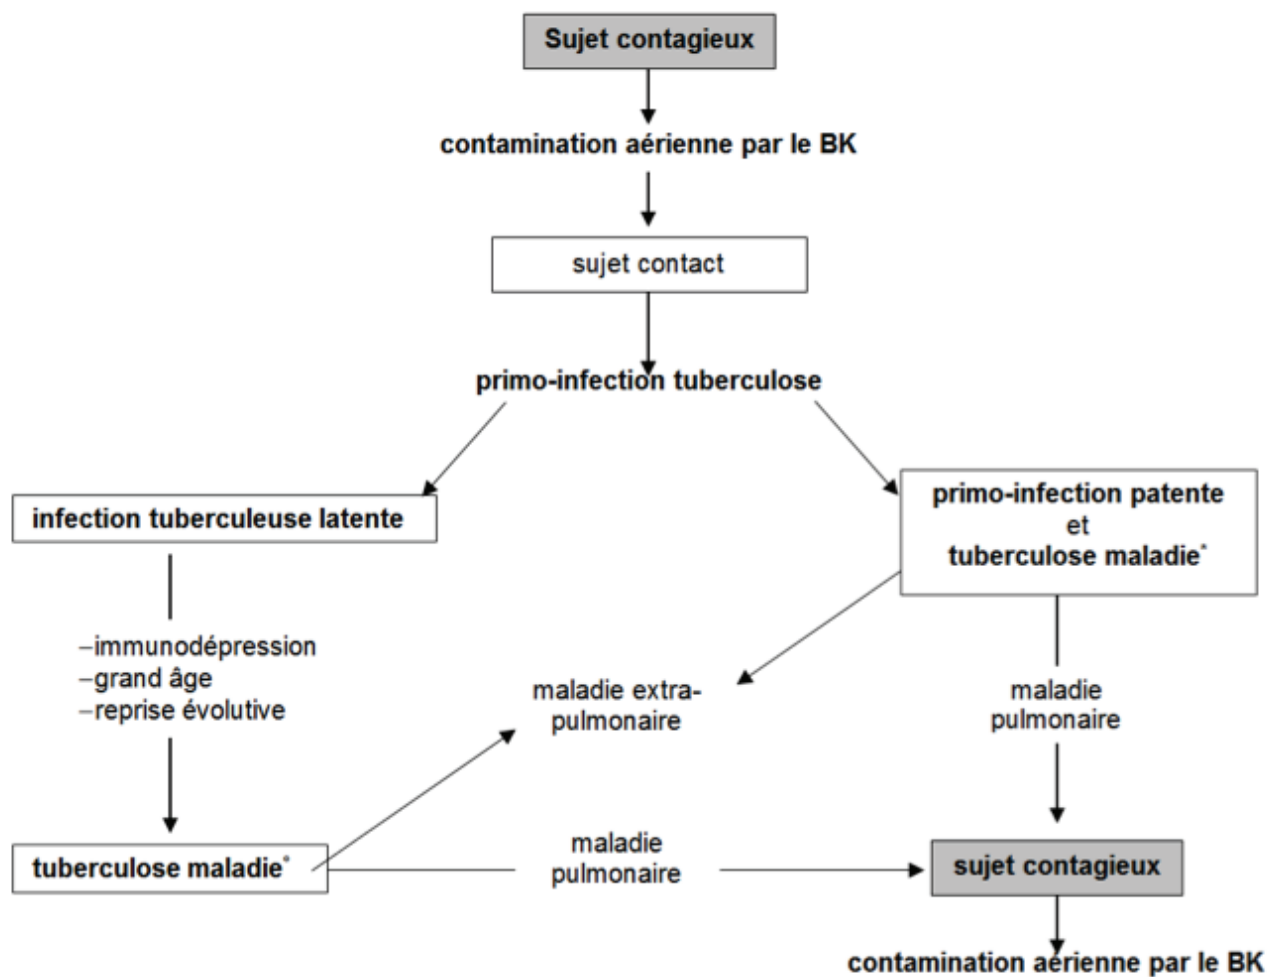 Sujet contagieux
contamination aérienne par le BK
sujet contact
primo-infection tuberculose
infection tuberculeuse latente
primo-infection patente
et
tuberculose maladie*
–immunodépression
–grand âge
–reprise évolutive
maladie extra-
pulmonaire
maladie
pulmonaire
tuberculose maladie*
maladie
pulmonaire
sujet contagieux
contamination aérienne par le BK